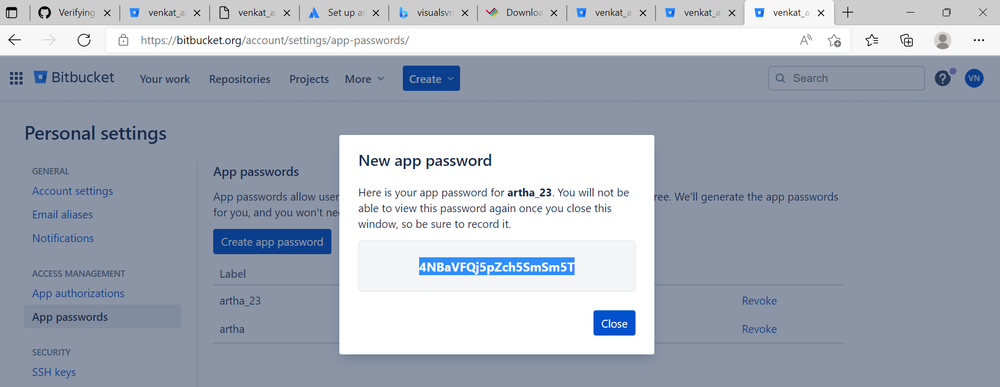 Verifying
venkat_a
venkat_a
Set up an
visualsvn
Downloa
venkat_a
venkat_a
venkat_a
https://bitbucket.org/account/settings/app-passwords/
Bitbucket
Your work
Repositories
Projects
More
Create
Search
VN
Personal settings
GENERAL
Account settings
Email aliases
Notifications
ACCESS MANAGEMENT
App authorizations
App passwords
SECURITY
SSH keys
App passwords
App passwords allow user
ree. We'll generate the app passwords
for you, and you won't ne
Create app password
Label
artha_23
Revoke
artha
Revoke
New app password
Here is your app password for artha_23. You will not be
able to view this password again once you close this
window, so be sure to record it.
4NBaVFQj5pZch5SmSm5T
Close